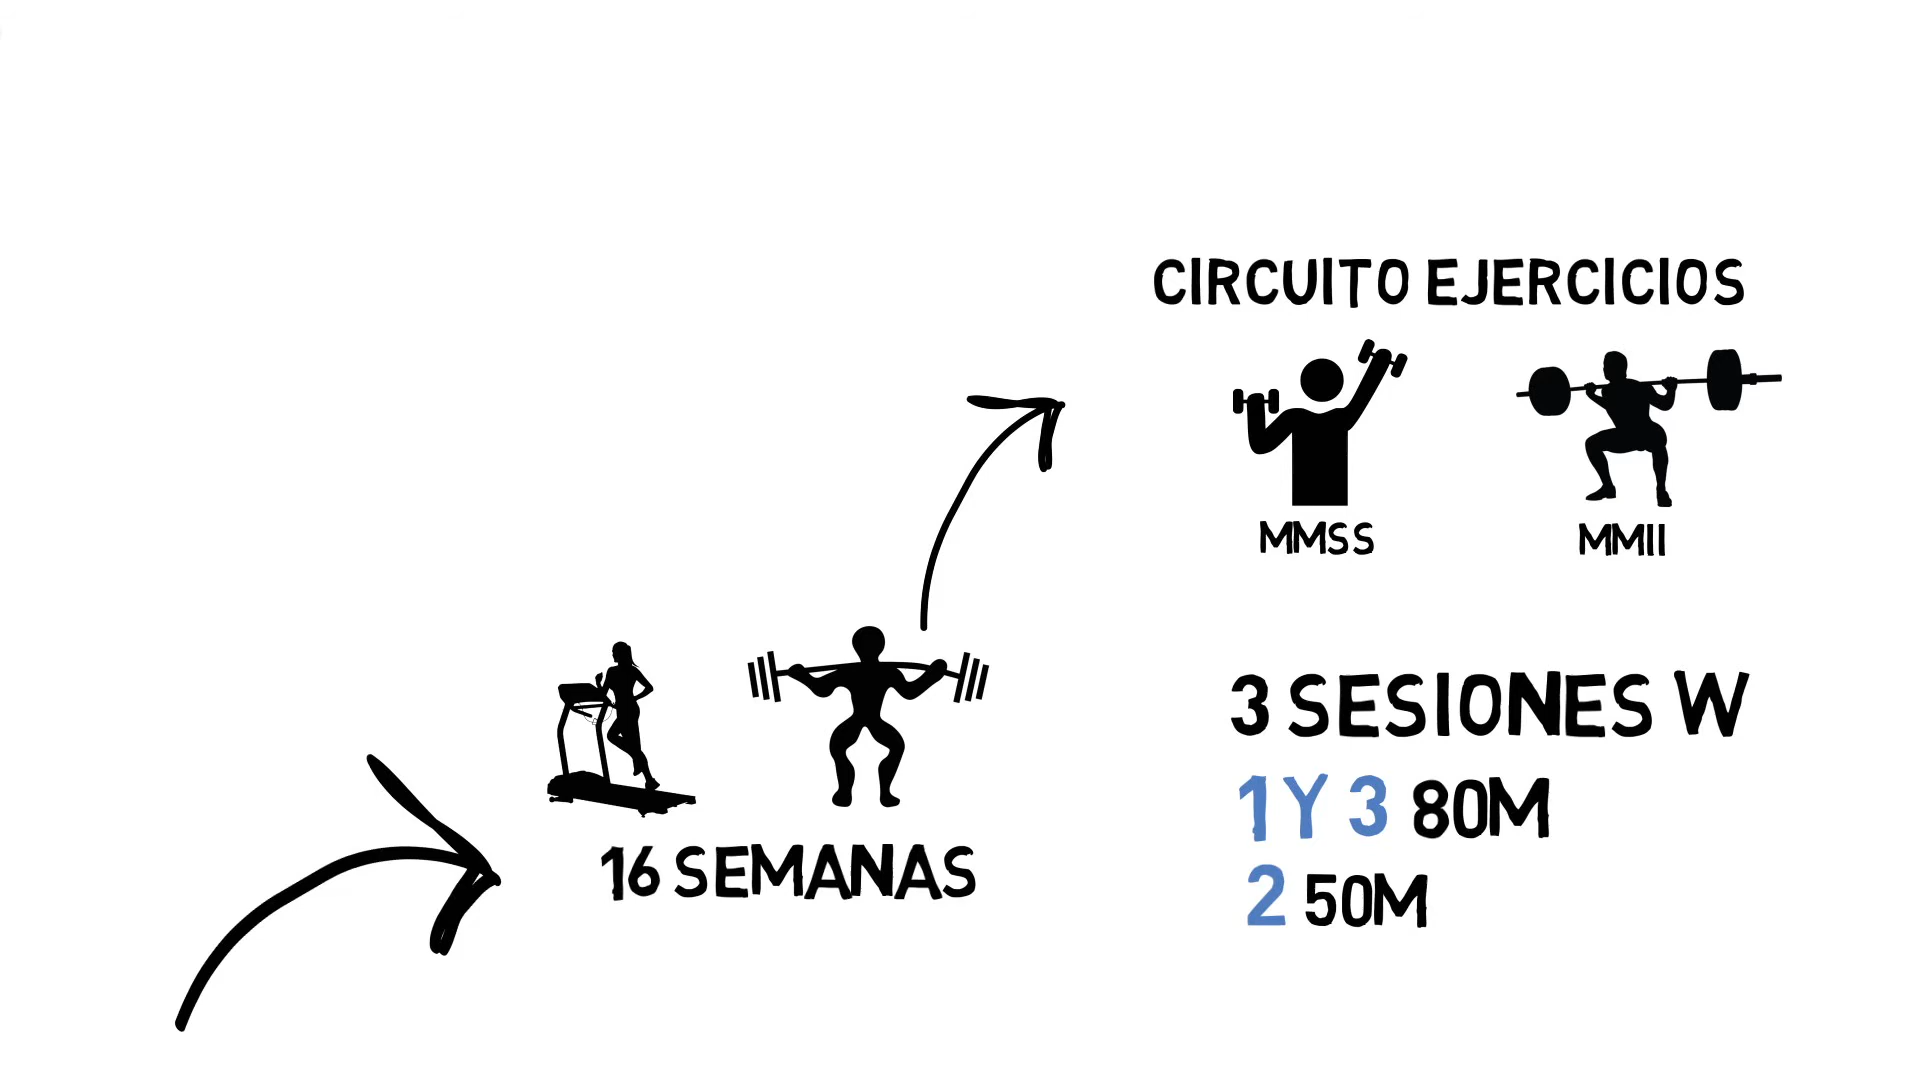 CIRCUITO EJERCICIOS
MMSS
MMII
16 SEMANAS
3 SESIONES W
1 Y 3 80M
2 50M